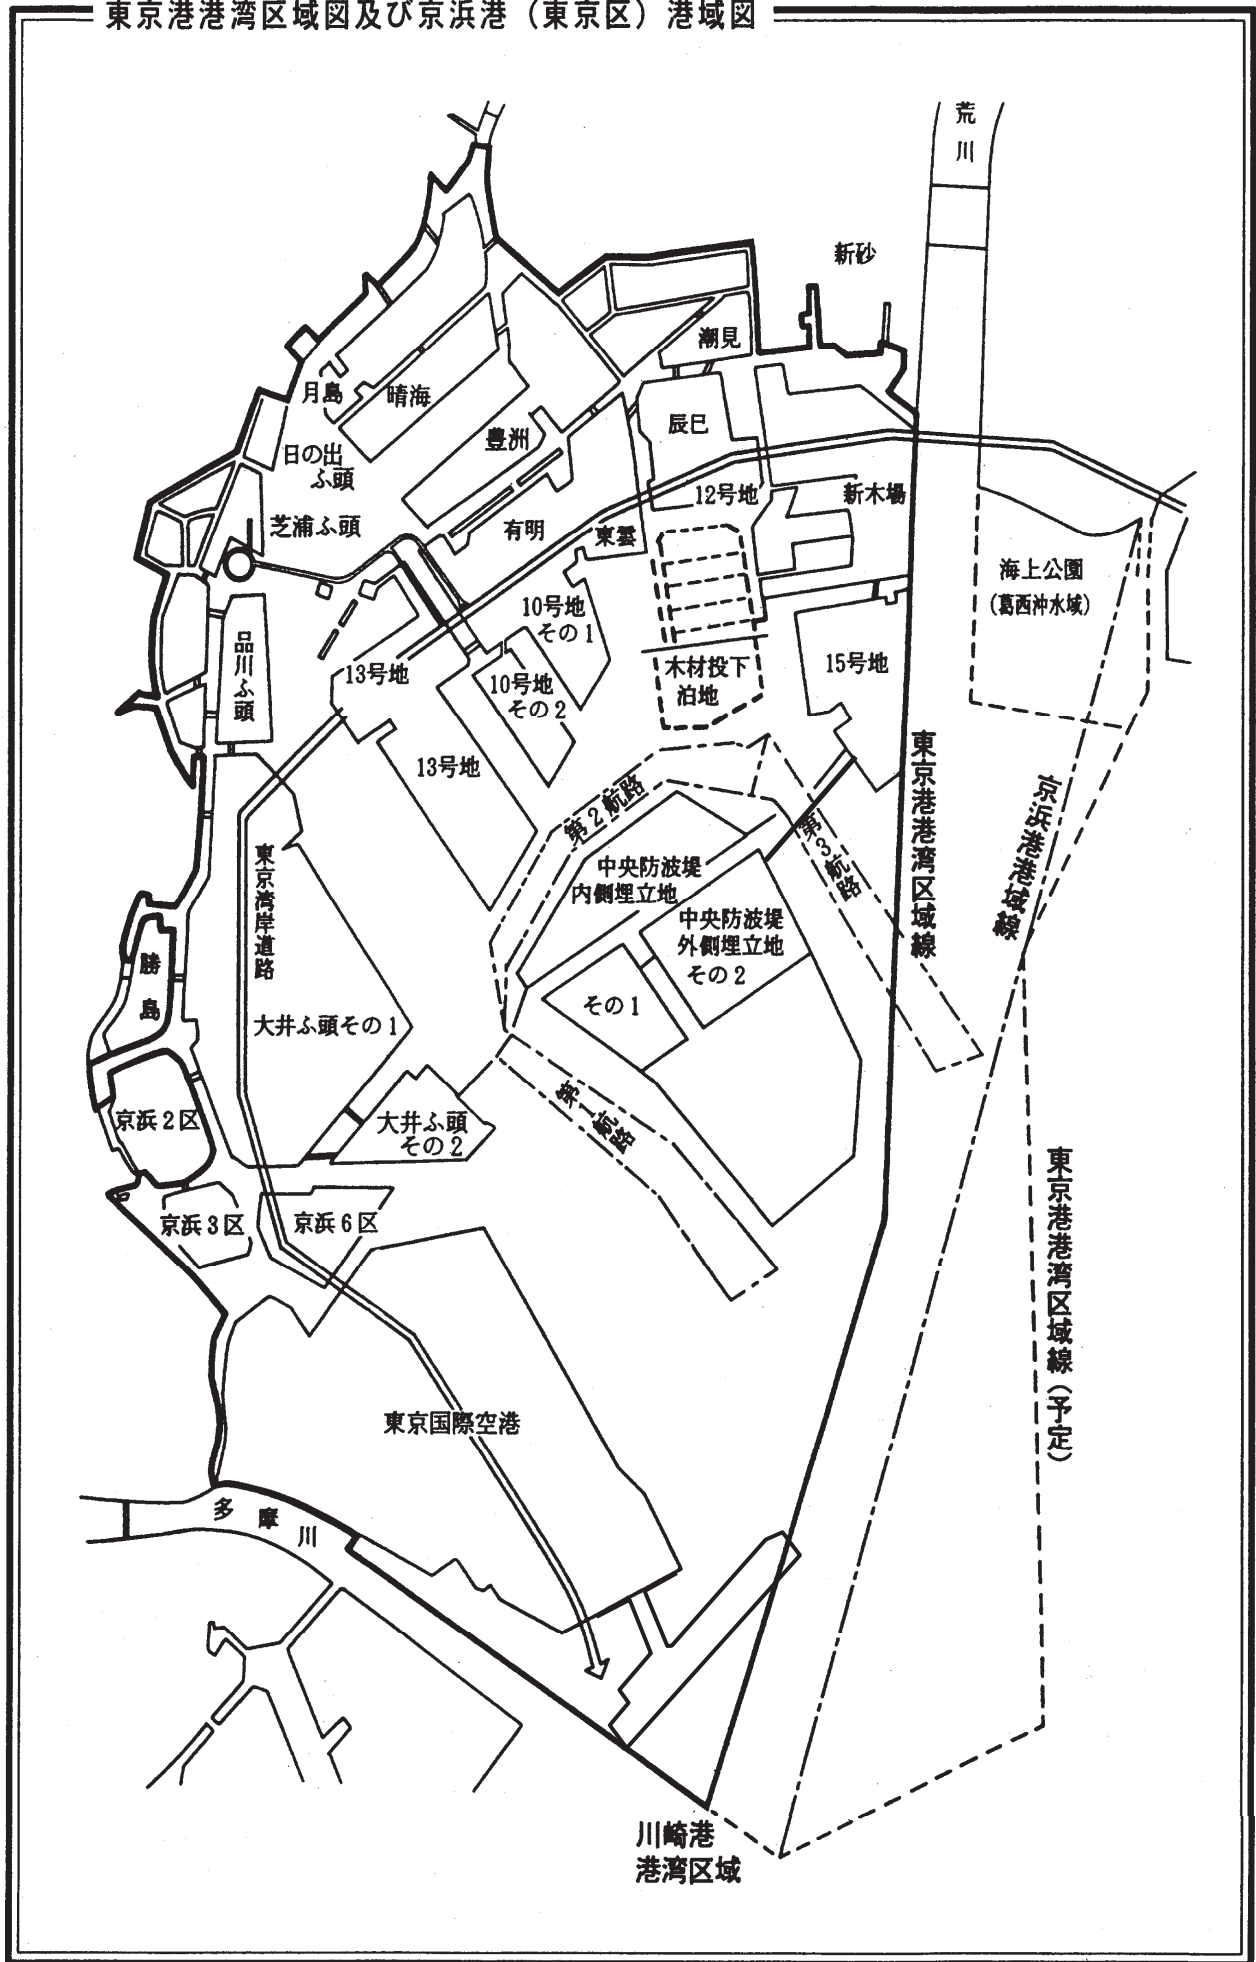 東京港港湾区域図及び京浜港（東京区）港域図
荒川
新砂
潮見
月島
晴海
辰巳
豊洲
日の出
ふ頭
12号地
新木場
芝浦ふ頭
有明
東雲
海上公園
（葛西沖水域）
10号地
その1
品川ふ頭
13号地
10号地
その2
木材投下
泊地
15号地
13号地
東京港港湾区域線
京浜港港域線
第2航路
第3航路
東京湾岸道路
中央防波堤
内側埋立地
中央防波堤
外側埋立地
その2
勝島
その1
大井ふ頭その1
第1航路
京浜2区
大井ふ頭
その2
東京港港湾区域線（予定）
京浜3区
京浜6区
東京国際空港
多摩川
川崎港
港湾区域